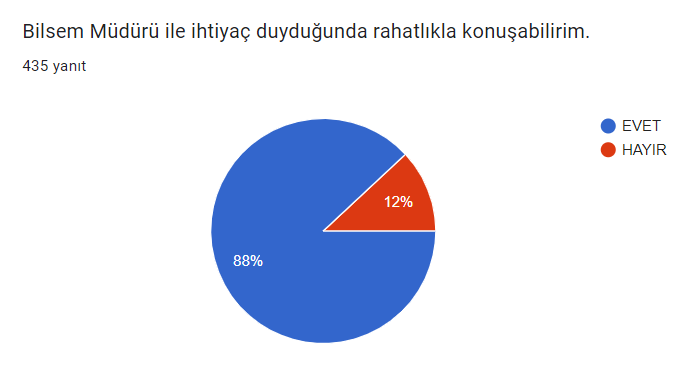 Bilsem Müdürü ile ihtiyaç duyduğunda rahatlıkla konuşabilirim.
435 yanıt
EVET
HAYIR
12%
88%